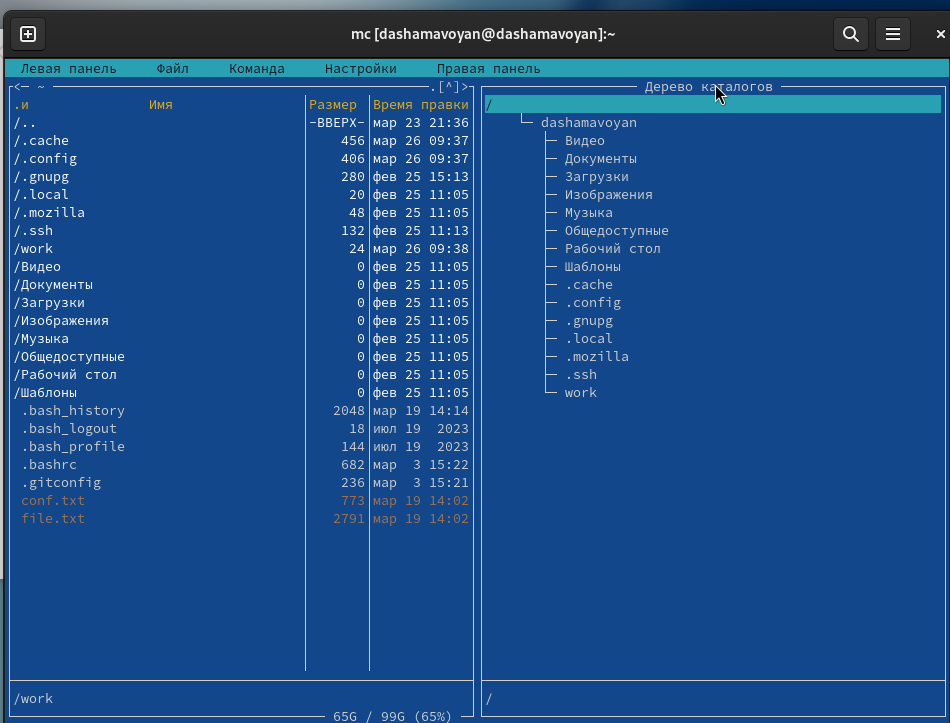 mc [dashamavoyan@dashamavoyan]:~
Левая панель Файл Команда Настройки Правая панель
<─ ~ .[^]>
.и Имя Размер Время правки
/.. -ВВЕРХ- мар 23 21:36
/.cache 456 мар 26 09:37
/.config 406 мар 26 09:37
/.gnupg 280 фев 25 15:13
/.local 20 фев 25 11:05
/.mozilla 48 фев 25 11:05
/.ssh 132 фев 25 11:13
/work 24 мар 26 09:38
/Видео 0 фев 25 11:05
/Документы 0 фев 25 11:05
/Загрузки 0 фев 25 11:05
/Изображения 0 фев 25 11:05
/Музыка 0 фев 25 11:05
/Общедоступные 0 фев 25 11:05
/Рабочий стол 0 фев 25 11:05
/Шаблоны 0 фев 25 11:05
.bash_history 2048 мар 19 14:14
.bash_logout 18 июл 19 2023
.bash_profile 144 июл 19 2023
.bashrc 682 мар 3 15:22
.gitconfig 236 мар 3 15:21
conf.txt 773 мар 19 14:02
file.txt 2791 мар 19 14:02
/work
65G / 99G (65%)
Дерево каталогов
/
dashamavoyan
Видео
Документы
Загрузки
Изображения
Музыка
Общедоступные
Рабочий стол
Шаблоны
.cache
.config
.gnupg
.local
.mozilla
.ssh
work
/